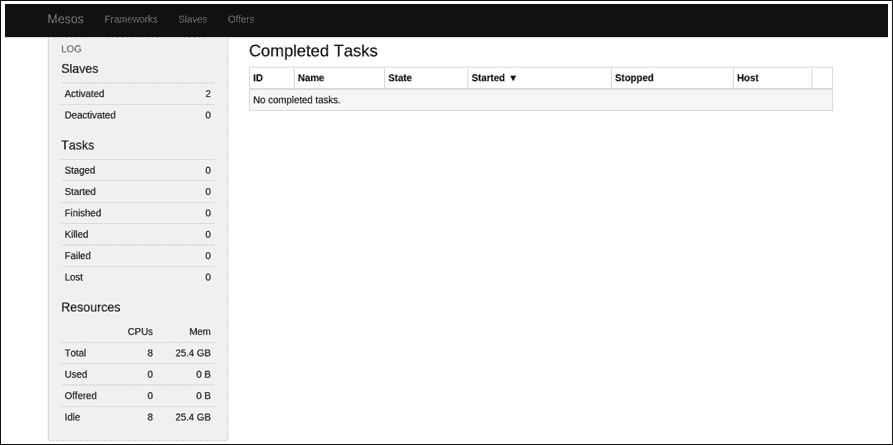 Mesos Frameworks Slaves Offers
LOG
Slaves
Activated 2
Deactivated 0
Tasks
Staged 0
Started 0
Finished 0
Killed 0
Failed 0
Lost 0
Resources
CPUs Mem
Total 8 25.4 GB
Used 0 0 B
Offered 0 0 B
Idle 8 25.4 GB
Completed Tasks
ID Name State Started ▼ Stopped Host
No completed tasks.